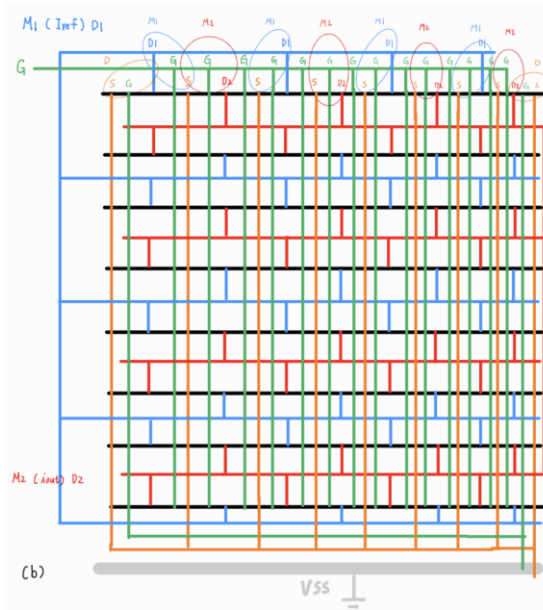 M1 (Iref) D1
M1 M2 M1 M2 M1 M2 M1 M2
D D1 D1 D1 D1 D
G G G G G G G G G G G G G G G
S G S D2 S S D2 S D2 S S D2 G S
M2 (iout) D2
(b)
VSS